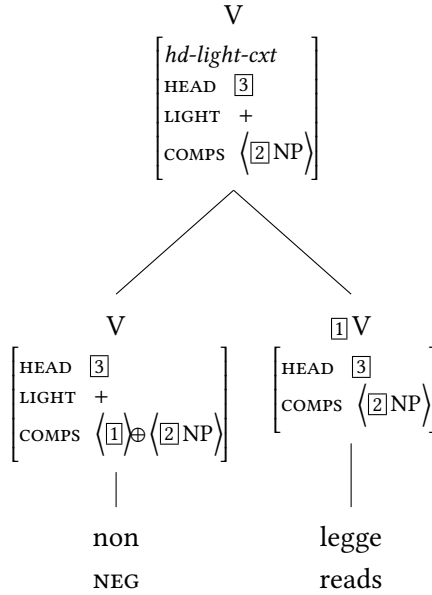 V
hd-light-cxt
HEAD 3
LIGHT +
COMPS ⟨2 NP⟩
V
HEAD 3
LIGHT +
COMPS ⟨1⟩⊕⟨2 NP⟩
1 V
HEAD 3
COMPS ⟨2 NP⟩
non
NEG
legge
reads